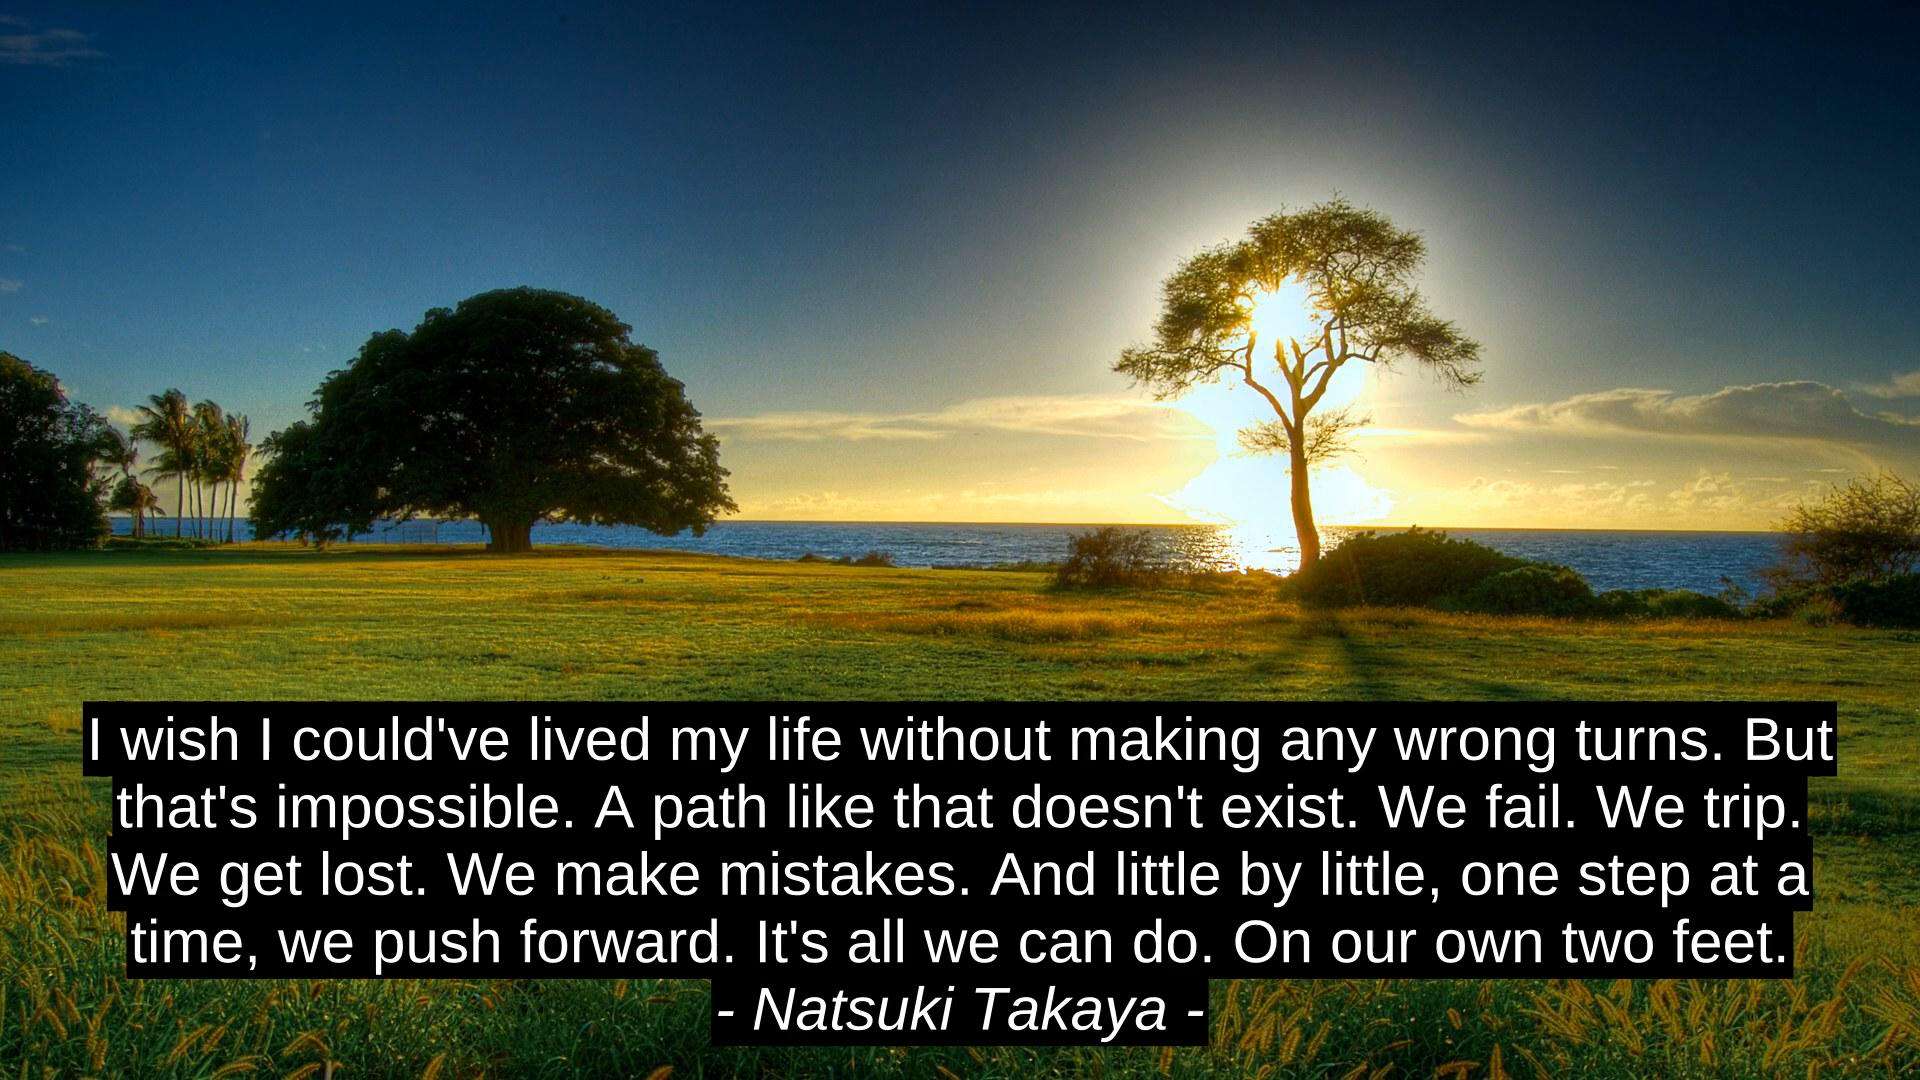 I wish I could've lived my life without making any wrong turns. But
that's impossible. A path like that doesn't exist. We fail. We trip.
We get lost. We make mistakes. And little by little, one step at a
time, we push forward. It's all we can do. On our own two feet.
- Natsuki Takaya -